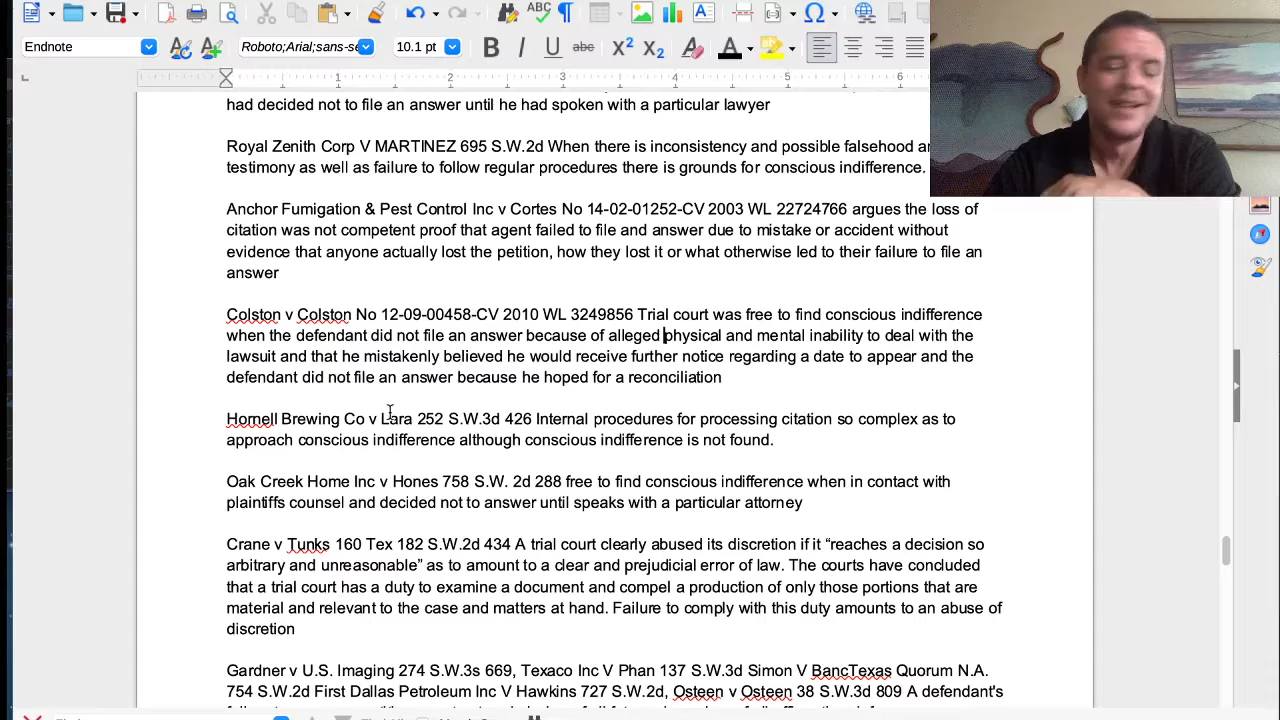 Endnote
Roboto;Arial;sans-se
10.1 pt
B I U abc X² X₂ A
ABC
1 2 3 4 5 6
had decided not to file an answer until he had spoken with a particular lawyer
Royal Zenith Corp V MARTINEZ 695 S.W.2d When there is inconsistency and possible falsehood
testimony as well as failure to follow regular procedures there is grounds for conscious indifference.
Anchor Fumigation & Pest Control Inc v Cortes No 14-02-01252-CV 2003 WL 22724766 argues the loss of
citation was not competent proof that agent failed to file and answer due to mistake or accident without
evidence that anyone actually lost the petition, how they lost it or what otherwise led to their failure to file an
answer
Colston v Colston No 12-09-00458-CV 2010 WL 3249856 Trial court was free to find conscious indifference
when the defendant did not file an answer because of alleged physical and mental inability to deal with the
lawsuit and that he mistakenly believed he would receive further notice regarding a date to appear and the
defendant did not file an answer because he hoped for a reconciliation
Hornell Brewing Co v Lara 252 S.W.3d 426 Internal procedures for processing citation so complex as to
approach conscious indifference although conscious indifference is not found.
Oak Creek Home Inc v Hones 758 S.W. 2d 288 free to find conscious indifference when in contact with
plaintiffs counsel and decided not to answer until speaks with a particular attorney
Crane v Tunks 160 Tex 182 S.W.2d 434 A trial court clearly abused its discretion if it “reaches a decision so
arbitrary and unreasonable” as to amount to a clear and prejudicial error of law. The courts have concluded
that a trial court has a duty to examine a document and compel a production of only those portions that are
material and relevant to the case and matters at hand. Failure to comply with this duty amounts to an abuse of
discretion
Gardner v U.S. Imaging 274 S.W.3s 669, Texaco Inc V Phan 137 S.W.3d Simon V BancTexas Quorum N.A.
754 S.W.2d First Dallas Petroleum Inc V Hawkins 727 S.W.2d, Osteen v Osteen 38 S.W.3d 809 A defendant's